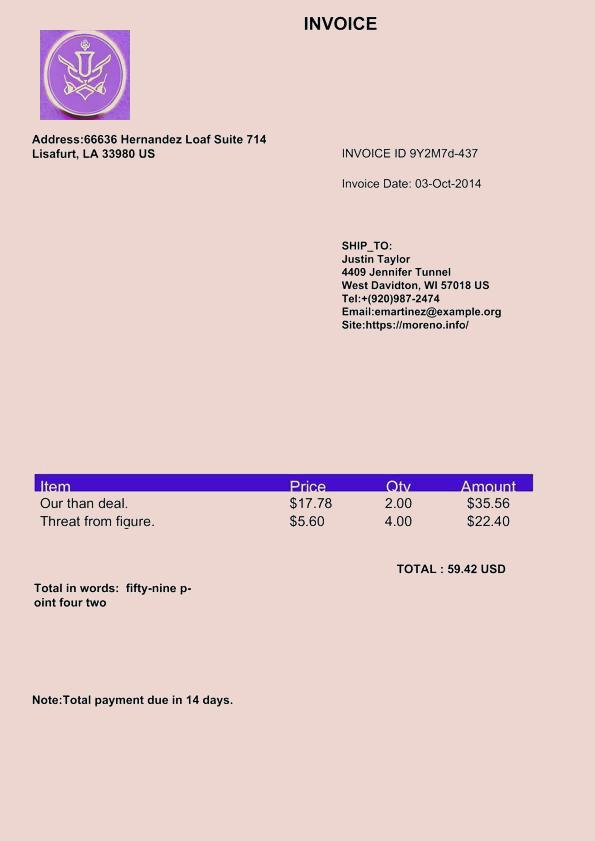 INVOICE
Address:66636 Hernandez Loaf Suite 714
Lisafurt, LA 33980 US
INVOICE ID 9Y2M7d-437
Invoice Date: 03-Oct-2014
SHIP_TO:
Justin Taylor
4409 Jennifer Tunnel
West Davidton, WI 57018 US
Tel:+(920)987-2474
Email:emartinez@example.org
Site:https://moreno.info/
Item Price Qty Amount
Our than deal. $17.78 2.00 $35.56
Threat from figure. $5.60 4.00 $22.40
TOTAL : 59.42 USD
Total in words: fifty-nine p-
oint four two
Note:Total payment due in 14 days.